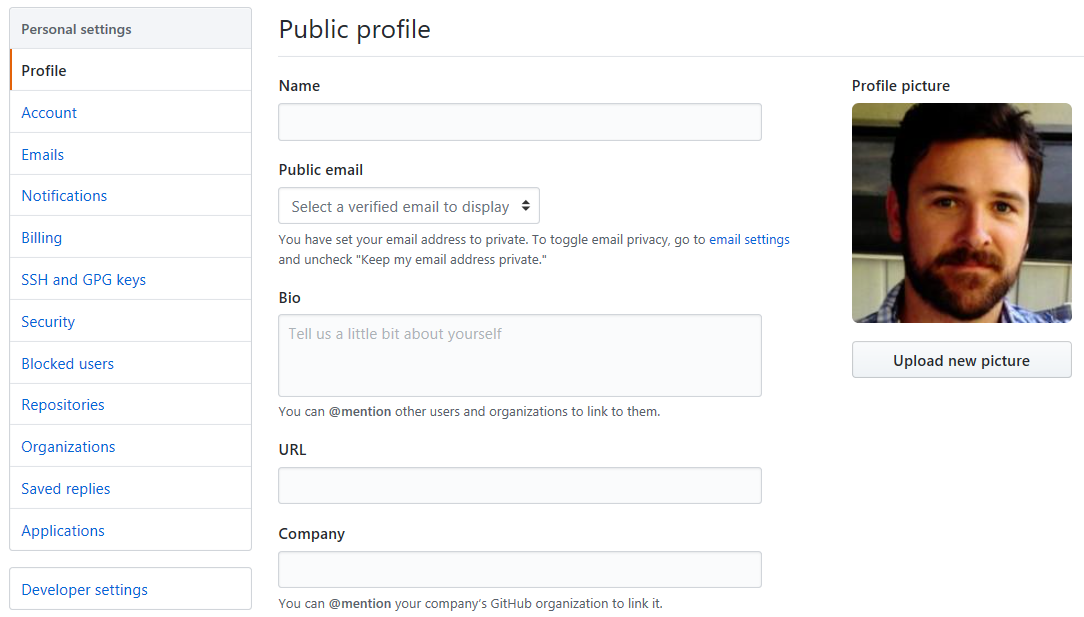 Personal settings
Profile
Account
Emails
Notifications
Billing
SSH and GPG keys
Security
Blocked users
Repositories
Organizations
Saved replies
Applications
Developer settings
Public profile
Name
Public email
Select a verified email to display
You have set your email address to private. To toggle email privacy, go to email settings
and uncheck "Keep my email address private."
Bio
Tell us a little bit about yourself
You can @mention other users and organizations to link to them.
URL
Company
You can @mention your company’s GitHub organization to link it.
Profile picture
Upload new picture